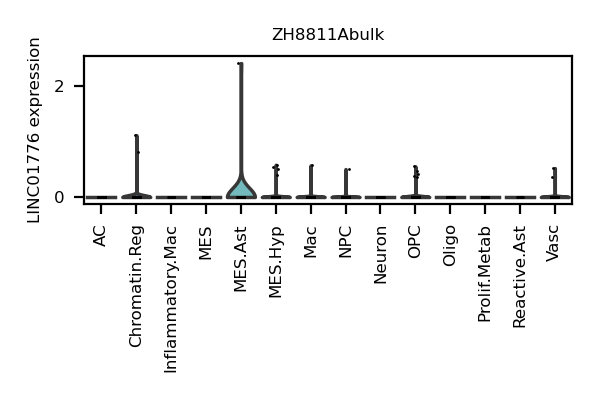 ZH8811Abulk
LINC01776 expression
2
0
AC
Chromatin.Reg
Inflammatory.Mac
MES
MES.Ast
MES.Hyp
Mac
NPC
Neuron
OPC
Oligo
Prolif.Metab
Reactive.Ast
Vasc